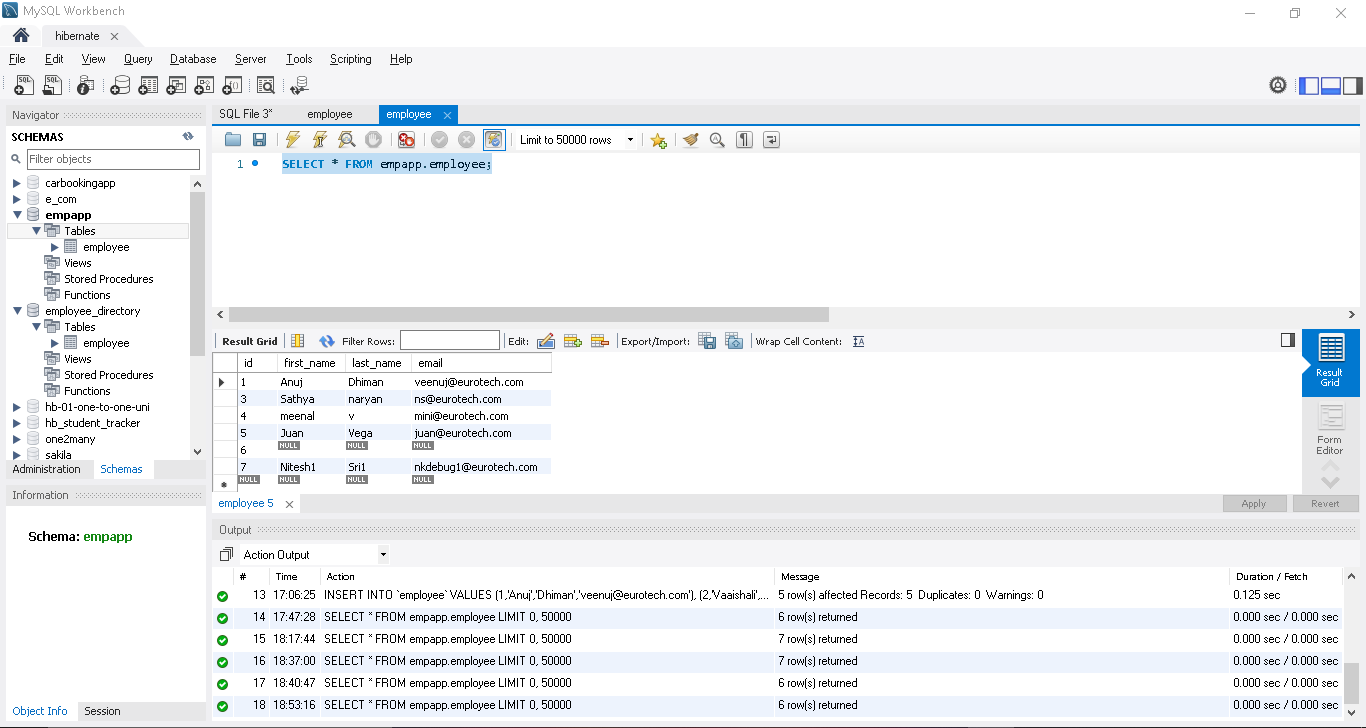 MySQL Workbench
hibernate
File Edit View Query Database Server Tools Scripting Help
Navigator
SCHEMAS
Filter objects
carbookingapp
e_com
empapp
Tables
employee
Views
Stored Procedures
Functions
employee_directory
Tables
employee
Views
Stored Procedures
Functions
hb-01-one-to-one-uni
hb_student_tracker
one2many
sakila
Administration Schemas
Information
Schema: empapp
Object Info Session
SQL File 3* employee employee
Limit to 50000 rows
1 SELECT * FROM empapp.employee;
Result Grid Filter Rows: Edit: Export/Import: Wrap Cell Content: IA
id first_name last_name email
1 Anuj Dhiman veenuj@eurotech.com
3 Sathya naryan ns@eurotech.com
4 meenal v mini@eurotech.com
5 Juan Vega juan@eurotech.com
6 NULL NULL NULL
7 Nitesh1 Sri1 nkdebug1@eurotech.com
* NULL NULL NULL NULL
Result Grid
Form Editor
employee 5
Apply Revert
Output
Action Output
# Time Action Message Duration / Fetch
13 17:06:25 INSERT INTO `employee` VALUES (1,'Anuj','Dhiman','veenuj@eurotech.com'), (2,'Vaaishali',... 5 row(s) affected Records: 5 Duplicates: 0 Warnings: 0 0.125 sec
14 17:47:28 SELECT * FROM empapp.employee LIMIT 0, 50000 6 row(s) returned 0.000 sec / 0.000 sec
15 18:17:44 SELECT * FROM empapp.employee LIMIT 0, 50000 7 row(s) returned 0.000 sec / 0.000 sec
16 18:37:00 SELECT * FROM empapp.employee LIMIT 0, 50000 7 row(s) returned 0.000 sec / 0.000 sec
17 18:40:47 SELECT * FROM empapp.employee LIMIT 0, 50000 6 row(s) returned 0.000 sec / 0.000 sec
18 18:53:16 SELECT * FROM empapp.employee LIMIT 0, 50000 6 row(s) returned 0.000 sec / 0.000 sec